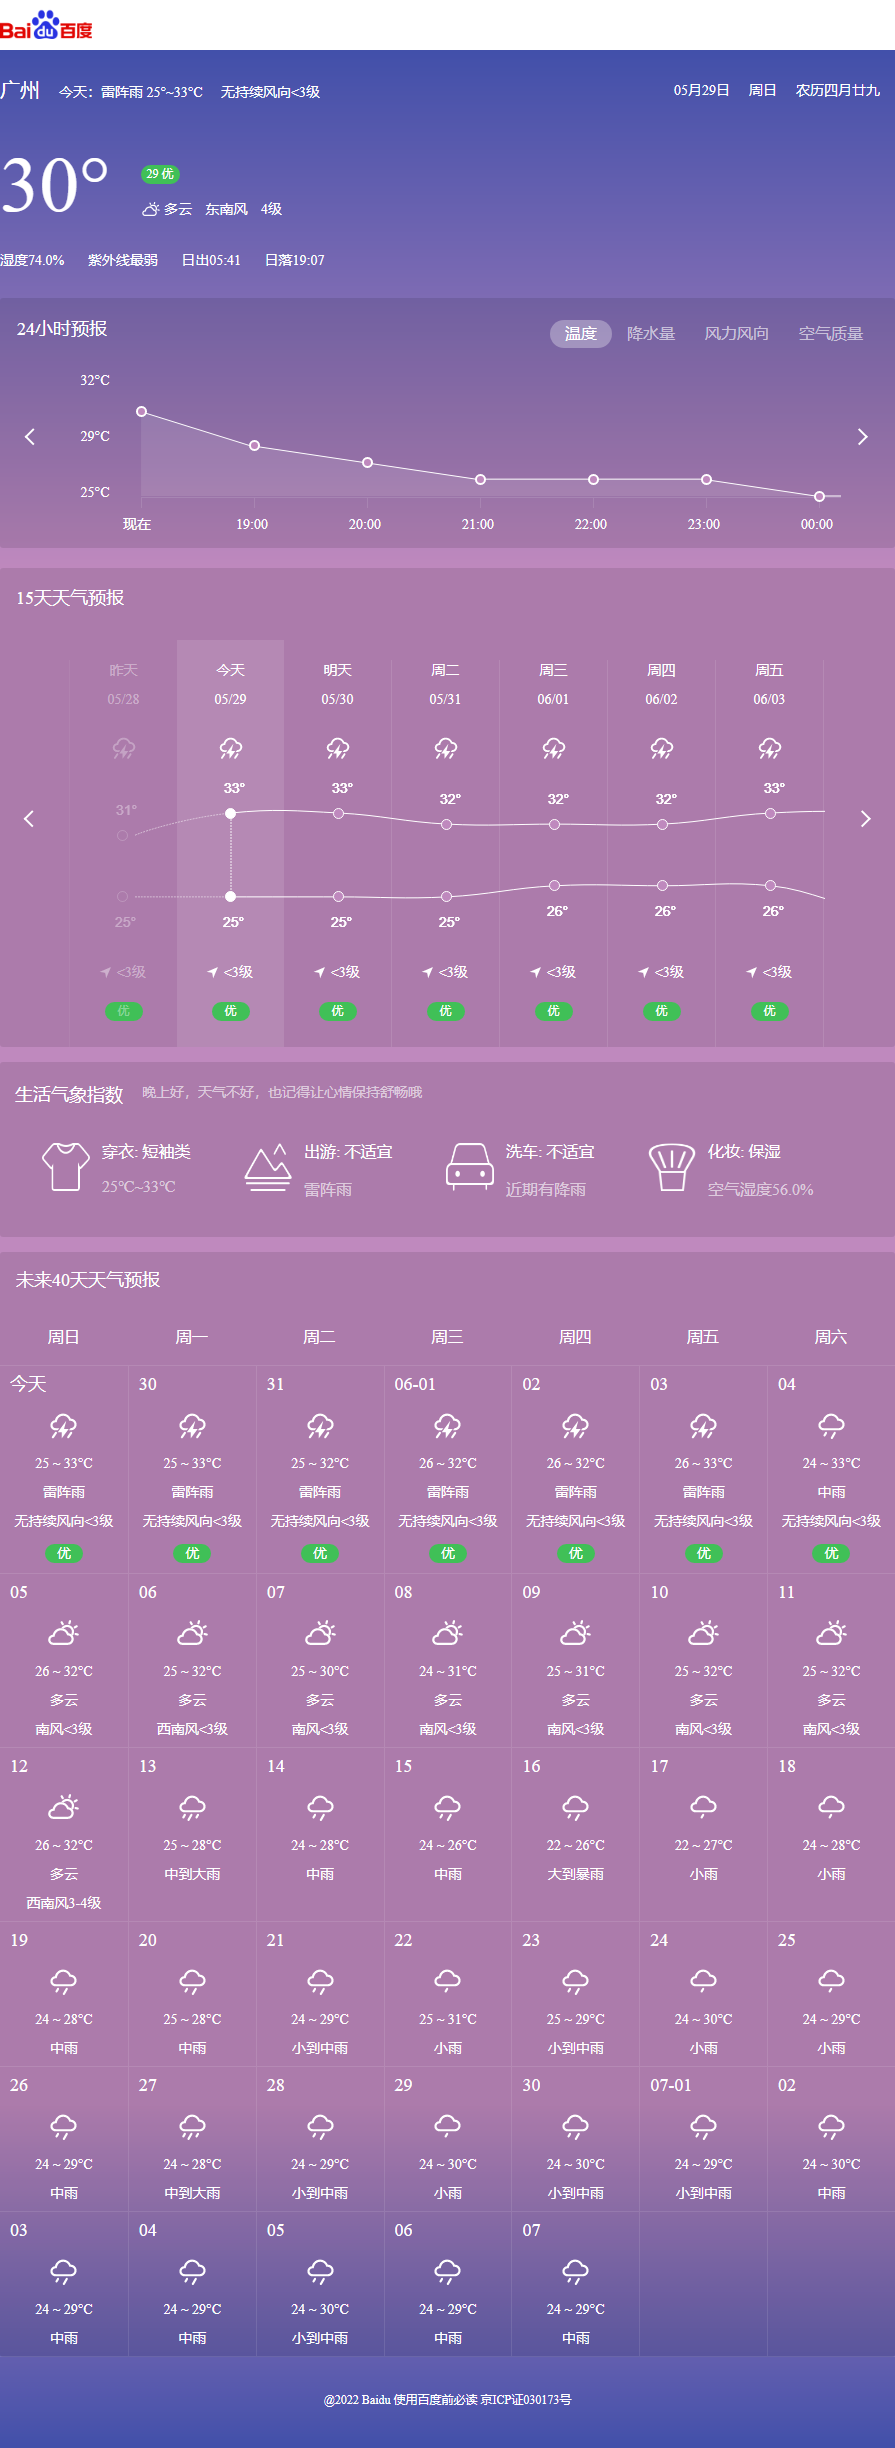 Bai du 百度
广州 今天：雷阵雨 25°~33°C 无持续风向<3级 05月29日 周日 农历四月廿九
30°
29 优
多云 东南风 4级
湿度74.0% 紫外线最弱 日出05:41 日落19:07
24小时预报 温度 降水量 风力风向 空气质量
32°C
29°C
25°C
现在 19:00 20:00 21:00 22:00 23:00 00:00
15天天气预报
昨天 今天 明天 周二 周三 周四 周五
05/28 05/29 05/30 05/31 06/01 06/02 06/03
31° 33° 33° 32° 32° 32° 33°
25° 25° 25° 25° 26° 26° 26°
<3级 <3级 <3级 <3级 <3级 <3级 <3级
优 优 优 优 优 优 优
生活气象指数 晚上好，天气不好，也记得让心情保持舒畅哦
穿衣: 短袖类 出游: 不适宜 洗车: 不适宜 化妆: 保湿
25°C~33°C 雷阵雨 近期有降雨 空气湿度56.0%
未来40天天气预报
周日 周一 周二 周三 周四 周五 周六
今天 30 31 06-01 02 03 04
25～33°C 25～33°C 25～32°C 26～32°C 26～32°C 26～33°C 24～33°C
雷阵雨 雷阵雨 雷阵雨 雷阵雨 雷阵雨 雷阵雨 中雨
无持续风向<3级 无持续风向<3级 无持续风向<3级 无持续风向<3级 无持续风向<3级 无持续风向<3级 无持续风向<3级
优 优 优 优 优 优 优
05 06 07 08 09 10 11
26～32°C 25～32°C 25～30°C 24～31°C 25～31°C 25～32°C 25～32°C
多云 多云 多云 多云 多云 多云 多云
南风<3级 西南风<3级 南风<3级 南风<3级 南风<3级 南风<3级 南风<3级
12 13 14 15 16 17 18
26～32°C 25～28°C 24～28°C 24～26°C 22～26°C 22～27°C 24～28°C
多云 中到大雨 中雨 中雨 大到暴雨 小雨 小雨
西南风3-4级
19 20 21 22 23 24 25
24～28°C 25～28°C 24～29°C 25～31°C 25～29°C 24～30°C 24～29°C
中雨 中雨 小到中雨 小雨 小到中雨 小雨 小雨
26 27 28 29 30 07-01 02
24～29°C 24～28°C 24～29°C 24～30°C 24～30°C 24～29°C 24～30°C
中雨 中到大雨 小到中雨 小雨 小到中雨 小到中雨 中雨
03 04 05 06 07
24～29°C 24～29°C 24～30°C 24～29°C 24～29°C
中雨 中雨 小到中雨 中雨 中雨
@2022 Baidu 使用百度前必读 京ICP证030173号